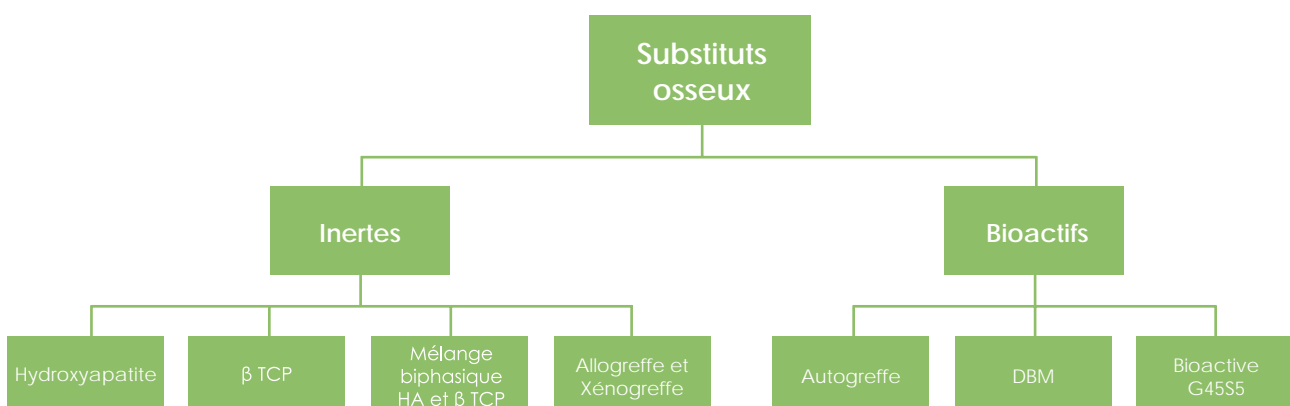 Substituts
osseux
Inertes
Bioactifs
Hydroxyapatite
β TCP
Mélange
biphasique
HA et β TCP
Allogreffe et
Xénogreffe
Autogreffe
DBM
Bioactive
G45S5